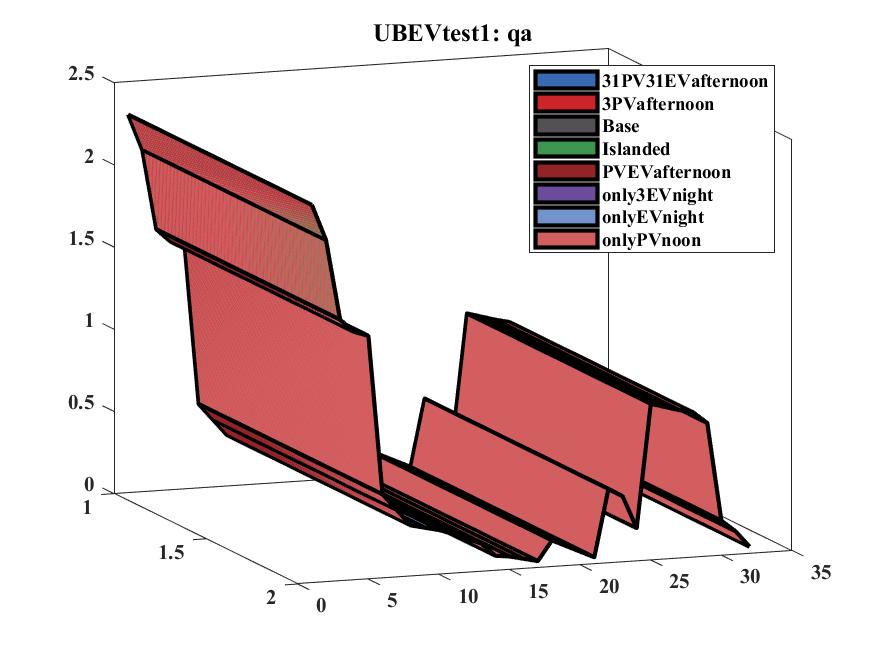 UBEVtest1: qa
31PV31EVafternoon
3PVafternoon
Base
Islanded
PVEVafternoon
only3EVnight
onlyEVnight
onlyPVnoon
2.5
2
1.5
1
0.5
0
1
1.5
2
0
5
10
15
20
25
30
35